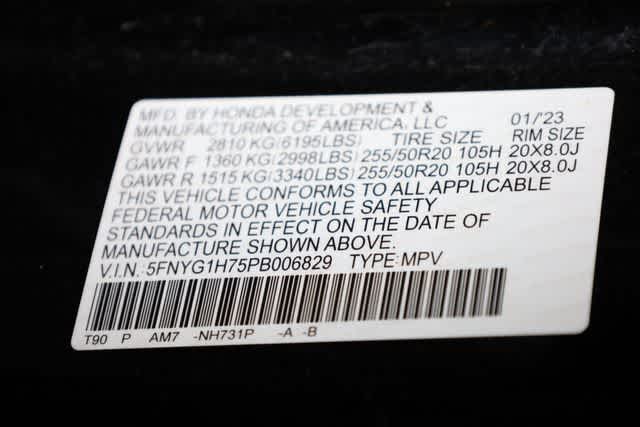 MFD. BY HONDA DEVELOPMENT &
MANUFACTURING OF AMERICA, LLC 01/'23
GVWR 2810 KG(6195LBS) TIRE SIZE RIM SIZE
GAWR F 1360 KG(2998LBS) 255/50R20 105H 20X8.0J
GAWR R 1515 KG(3340LBS) 255/50R20 105H 20X8.0J
THIS VEHICLE CONFORMS TO ALL APPLICABLE
FEDERAL MOTOR VEHICLE SAFETY
STANDARDS IN EFFECT ON THE DATE OF
MANUFACTURE SHOWN ABOVE.
V.I.N.:5FNYG1H75PB006829 TYPE:MPV
T90 P AM7 -NH731P -A -B